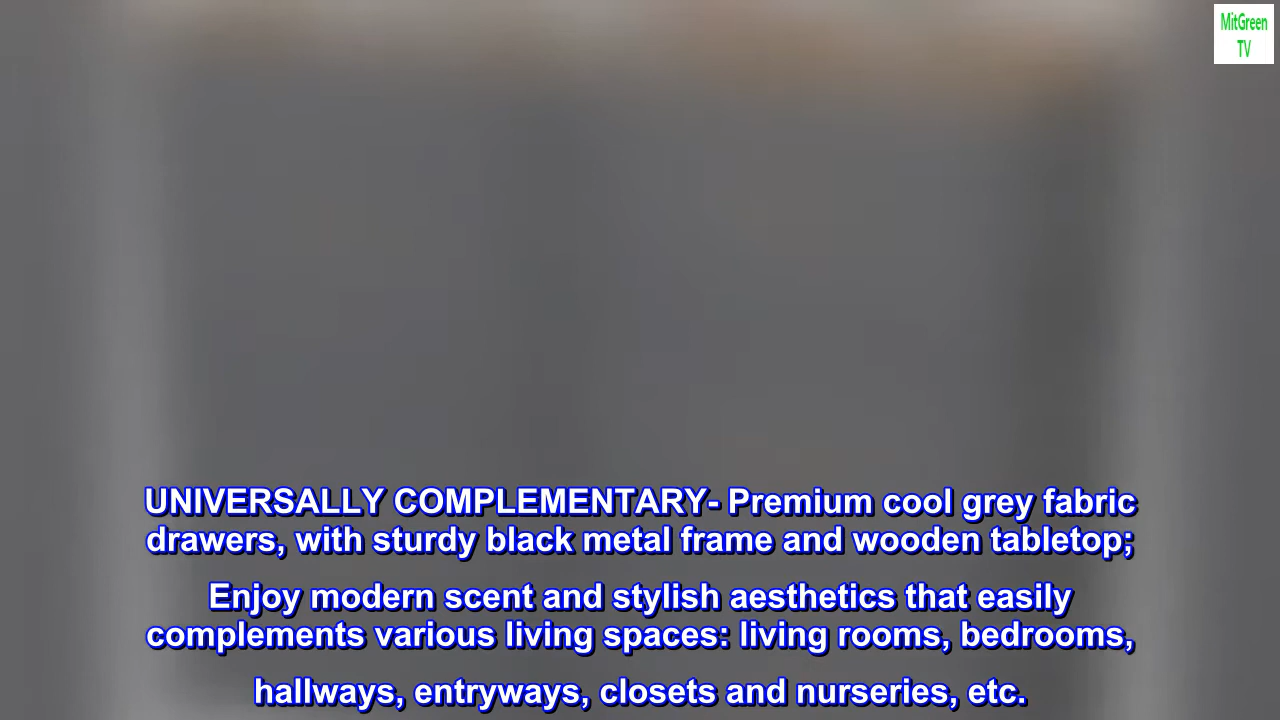 MitGreen
TV
UNIVERSALLY COMPLEMENTARY- Premium cool grey fabric
drawers, with sturdy black metal frame and wooden tabletop;
Enjoy modern scent and stylish aesthetics that easily
complements various living spaces: living rooms, bedrooms,
hallways, entryways, closets and nurseries, etc.